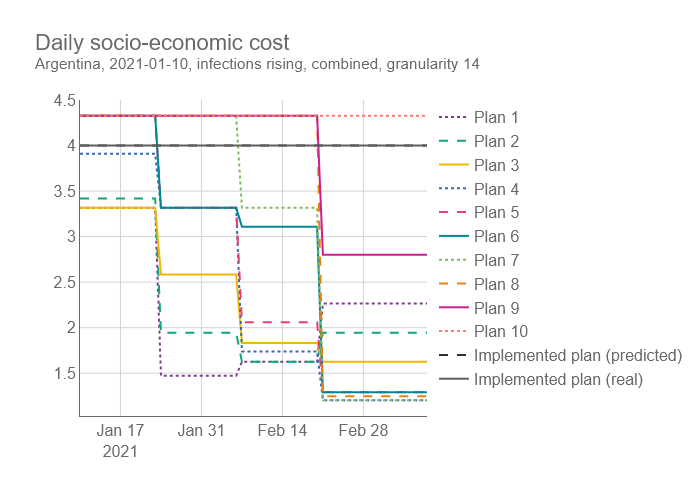 Daily socio-economic cost
Argentina, 2021-01-10, infections rising, combined, granularity 14
4.5
4
3.5
3
2.5
2
1.5
Jan 17
2021
Jan 31
Feb 14
Feb 28
Plan 1
Plan 2
Plan 3
Plan 4
Plan 5
Plan 6
Plan 7
Plan 8
Plan 9
Plan 10
Implemented plan (predicted)
Implemented plan (real)